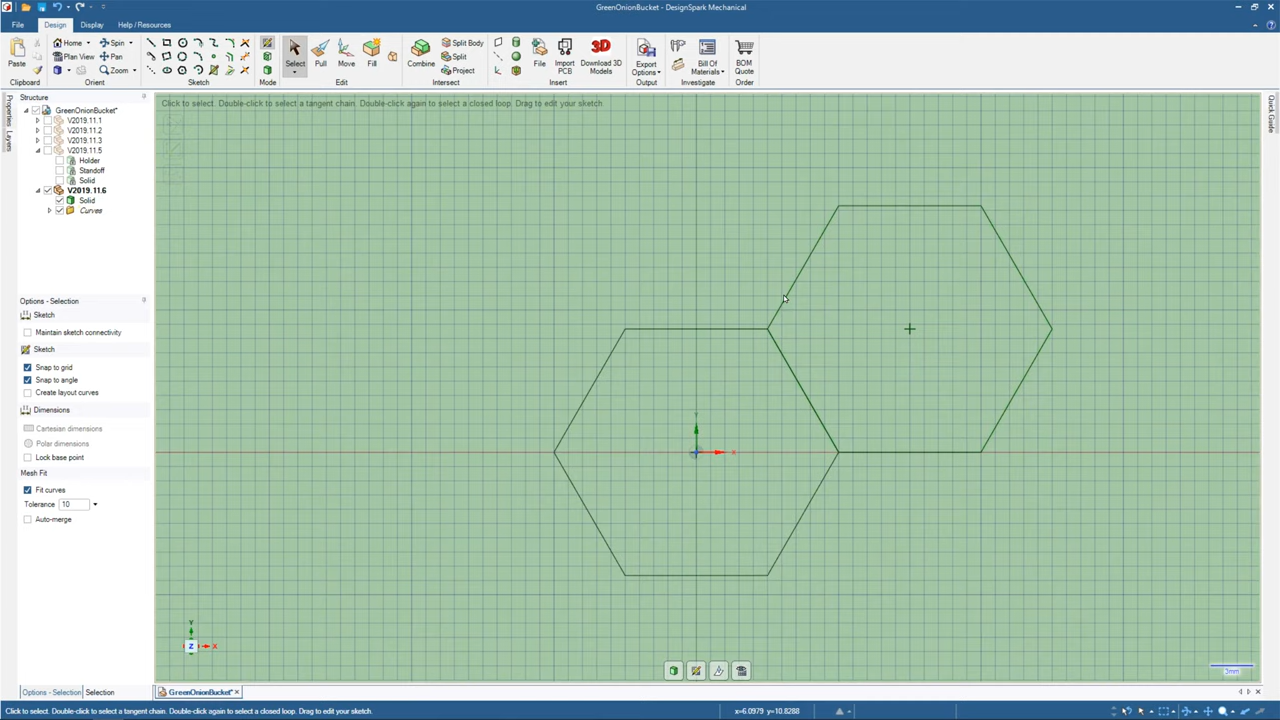 GreenOnionBucket - DesignSpark Mechanical
File
Design
Display
Help / Resources
Paste
Home
Spin
Plan View
Pan
Zoom
Select
Pull
Move
Fill
Combine
Split Body
Split
Project
File
Import PCB
Download 3D Models
3D
Export Options
Bill Of Materials
BOM Quote
Clipboard
Orient
Sketch
Mode
Edit
Intersect
Insert
Output
Investigate
Order
Properties
Layers
Structure
GreenOnionBucket*
V2019.11.1
V2019.11.2
V2019.11.3
V2019.11.5
Holder
Standoff
Solid
V2019.11.6
Solid
Curves
Options - Selection
Sketch
Maintain sketch connectivity
Sketch
Snap to grid
Snap to angle
Create layout curves
Dimensions
Cartesian dimensions
Polar dimensions
Lock base point
Mesh Fit
Fit curves
Tolerance 10
Auto-merge
Options - Selection
Selection
Click to select. Double-click to select a tangent chain. Double-click again to select a closed loop. Drag to edit your sketch
Quick Guide
Y
X
Y
Z
X
3mm
GreenOnionBucket*
Click to select. Double-click to select a tangent chain. Double-click again to select a closed loop. Drag to edit your sketch.
x=6.0979 y=10.8288